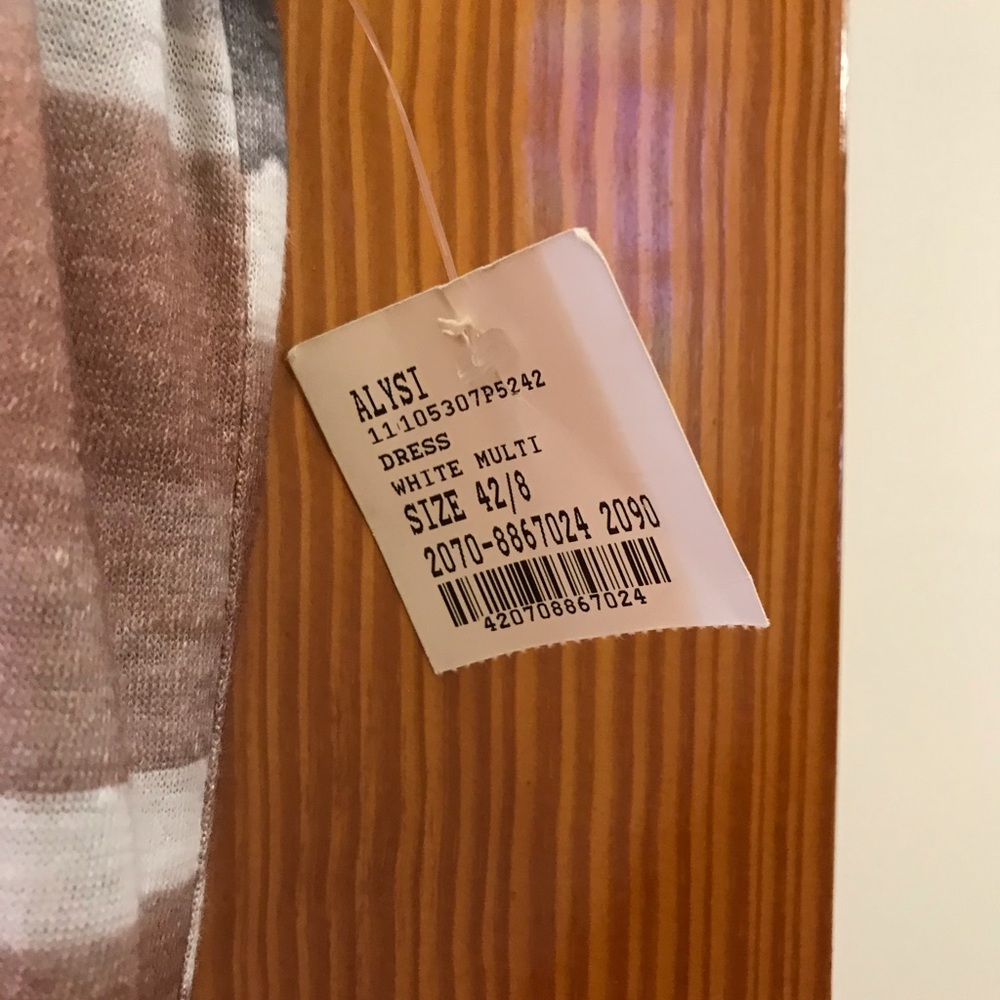 ALYSI
11105307P5242
DRESS
WHITE MULTI
SIZE 42/8
2070-8867024 2090
420708867024